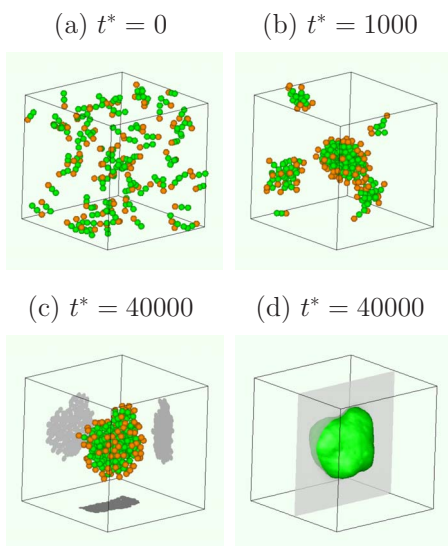 (a) t* = 0
(b) t* = 1000
(c) t* = 40000
(d) t* = 40000